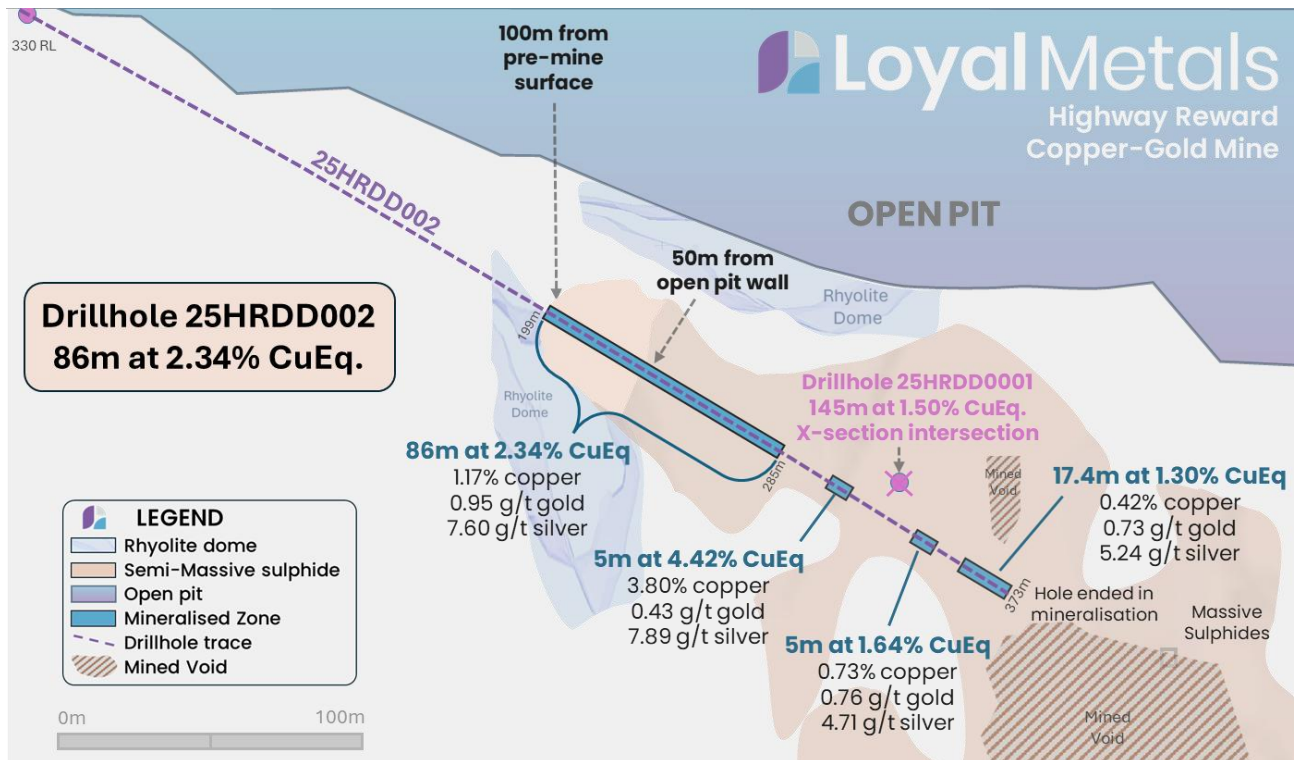 330 RL
100m from
pre-mine
surface
Loyal Metals
Highway Reward
Copper-Gold Mine
25HRDD002
OPEN PIT
50m from
open pit wall
Rhyolite
Dome
Drillhole 25HRDD002
86m at 2.34% CuEq.
199m
Rhyolite
Dome
285m
Drillhole 25HRDD0001
145m at 1.50% CuEq.
X-section intersection
86m at 2.34% CuEq
1.17% copper
0.95 g/t gold
7.60 g/t silver
Mined
Void
17.4m at 1.30% CuEq
0.42% copper
0.73 g/t gold
5.24 g/t silver
5m at 4.42% CuEq
3.80% copper
0.43 g/t gold
7.89 g/t silver
373m
Hole ended in
mineralisation
Massive
Sulphides
5m at 1.64% CuEq
0.73% copper
0.76 g/t gold
4.71 g/t silver
Mined
Void
LEGEND
Rhyolite dome
Semi-Massive sulphide
Open pit
Mineralised Zone
Drillhole trace
Mined Void
0m
100m